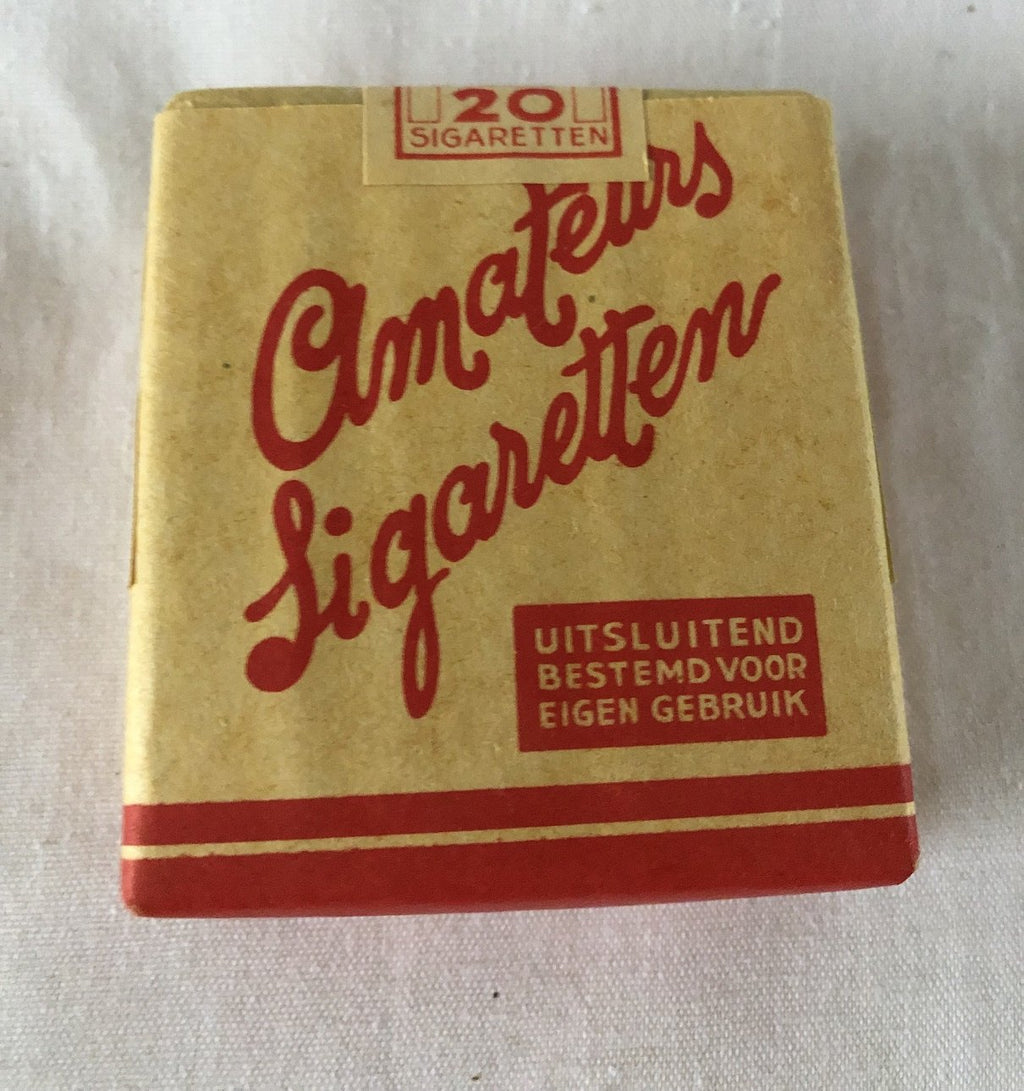 20
SIGARETTEN
Amateurs
Sigaretten
UITSLUITEND
BESTEMD VOOR
EIGEN GEBRUIK